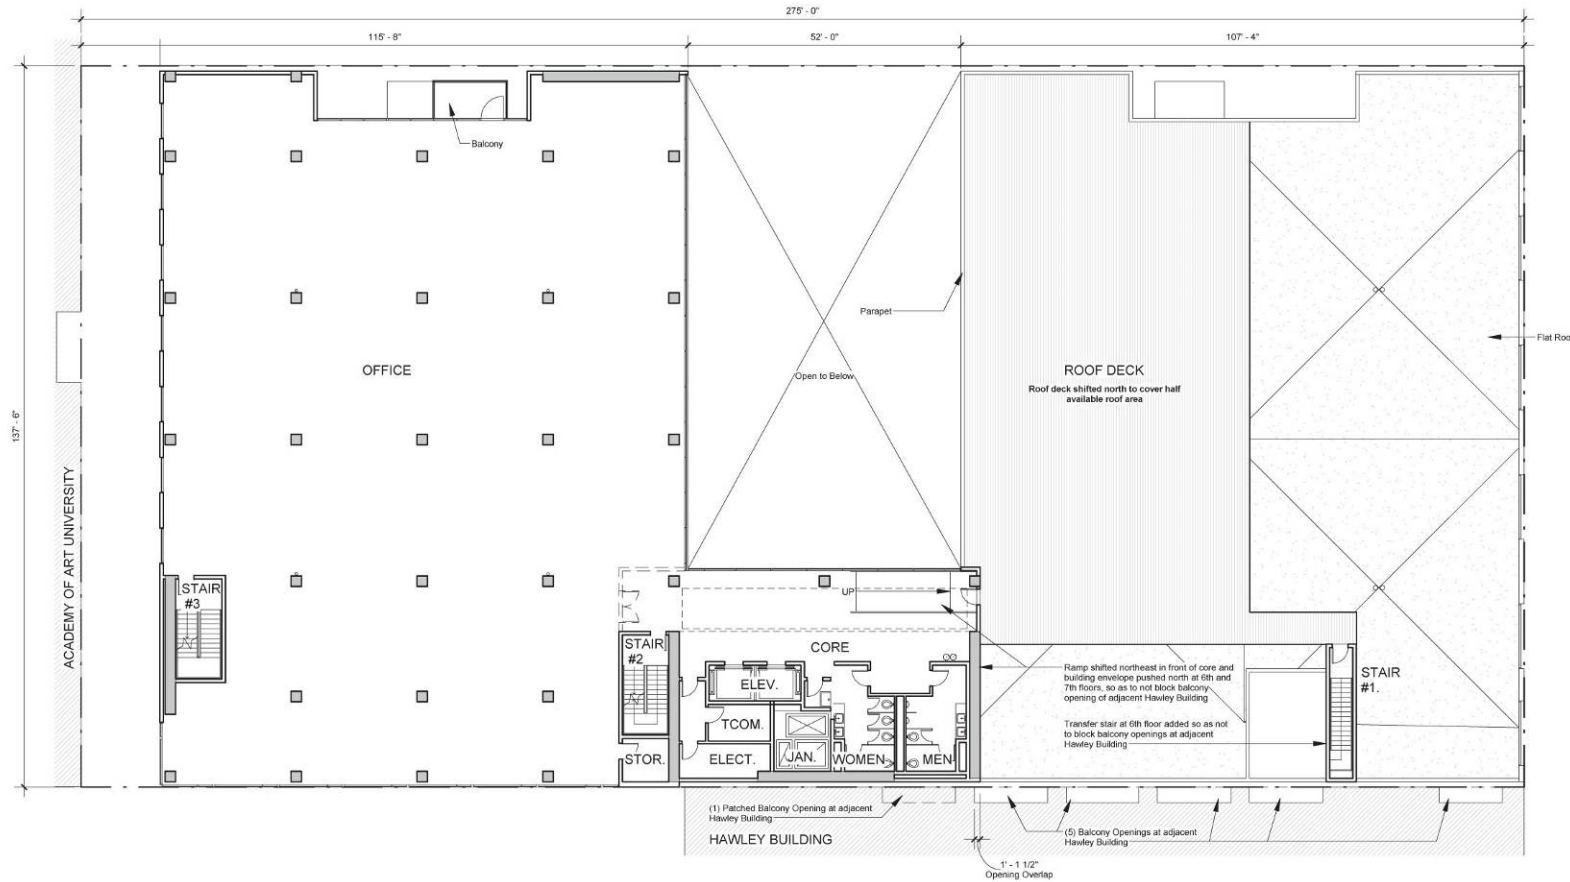 275' - 0"
115' - 8"
52' - 0"
107' - 4"
137' - 6"
Balcony
ACADEMY OF ART UNIVERSITY
OFFICE
Parapet
Open to Below
ROOF DECK
Roof deck shifted north to cover half
available roof area
Flat Roo
STAIR
#3
UP
STAIR
#2
CORE
ELEV.
TCOM.
ELECT.
STOR.
JAN.
WOMEN
MEN
Ramp shifted northeast in front of core and
building envelope pushed north at 6th and
7th floors, so as to not block balcony
opening of adjacent Hawley Building
Transfer stair at 6th floor added so as not
to block balcony openings at adjacent
Hawley Building
STAIR
#1.
(1) Patched Balcony Opening at adjacent
Hawley Building
HAWLEY BUILDING
(5) Balcony Openings at adjacent
Hawley Building
1' - 1 1/2"
Opening Overlap